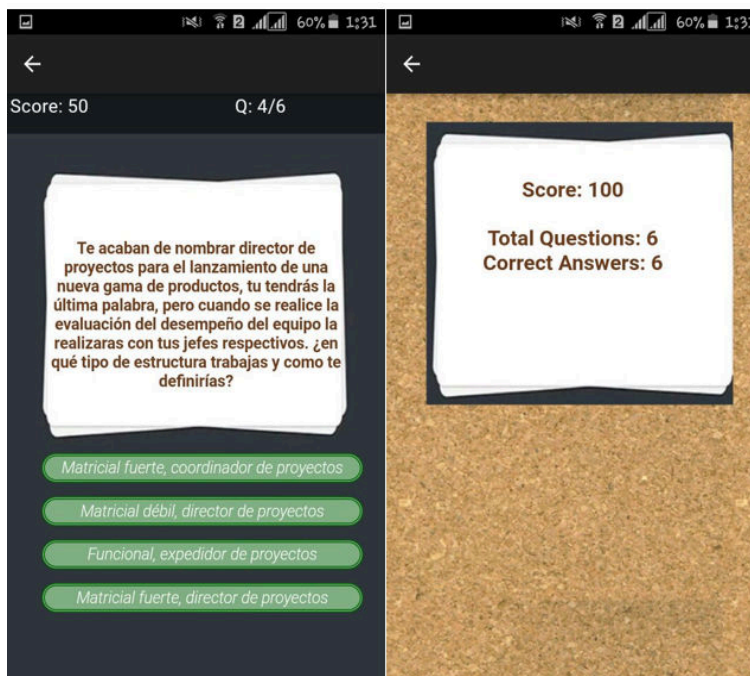 2 60% 1:31
Score: 50 Q: 4/6
Te acaban de nombrar director de
proyectos para el lanzamiento de una
nueva gama de productos, tu tendrás la
última palabra, pero cuando se realice la
evaluación del desempeño del equipo la
realizaras con tus jefes respectivos. ¿en
qué tipo de estructura trabajas y como te
definirías?
Matricial fuerte, coordinador de proyectos
Matricial débil, director de proyectos
Funcional, expedidor de proyectos
Matricial fuerte, director de proyectos
2 60%
Score: 100
Total Questions: 6
Correct Answers: 6